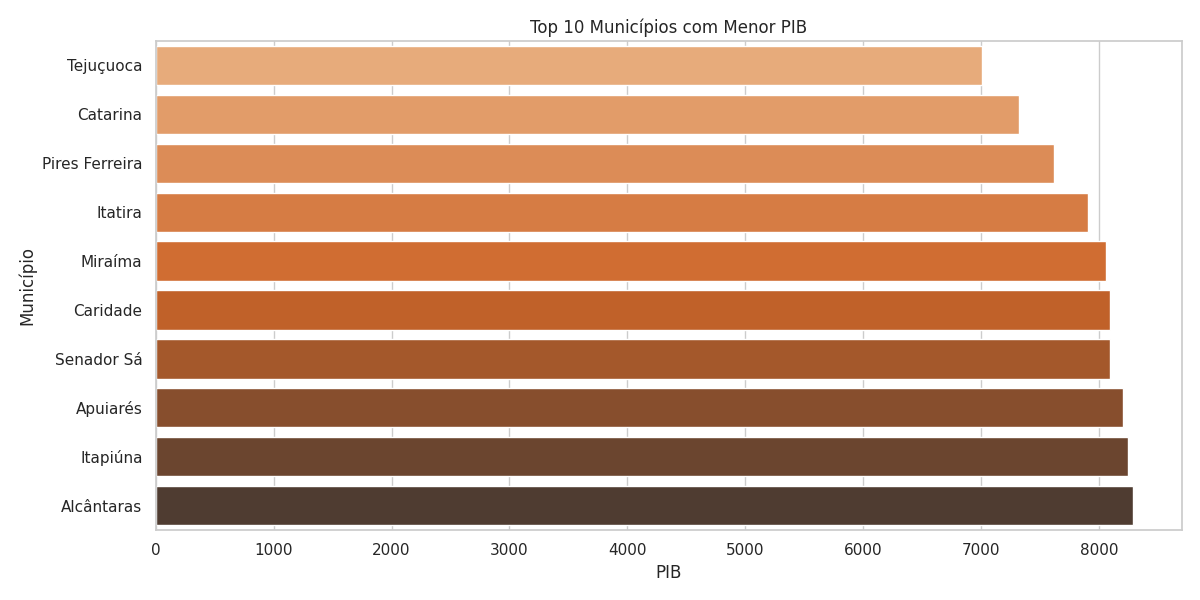 Top 10 Municípios com Menor PIB
Município
Tejuçuoca
Catarina
Pires Ferreira
Itatira
Miraíma
Caridade
Senador Sá
Apuiarés
Itapiúna
Alcântaras
0 1000 2000 3000 4000 5000 6000 7000 8000
PIB